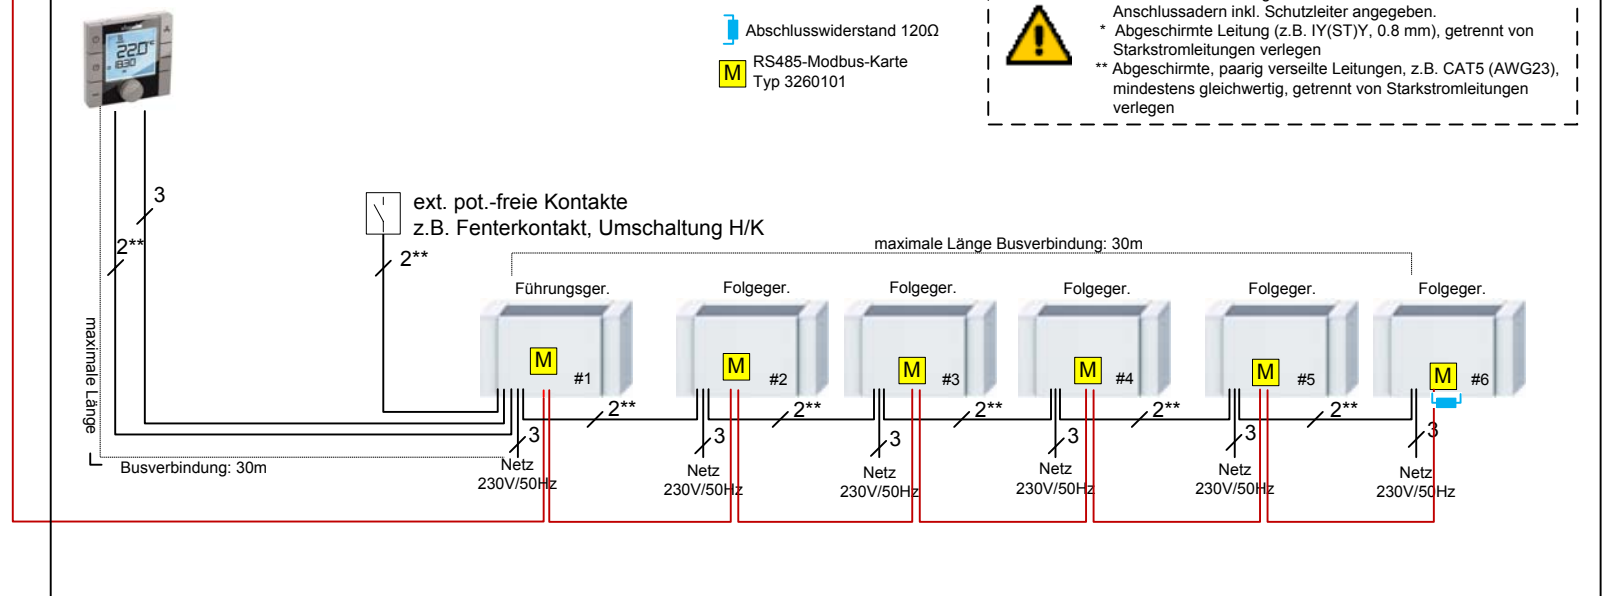 Anschlussadern inkl. Schutzleiter angegeben.
* Abgeschirmte Leitung (z.B. IY(ST)Y, 0.8 mm), getrennt von
Starkstromleitungen verlegen
** Abgeschirmte, paarig verseilte Leitungen, z.B. CAT5 (AWG23),
mindestens gleichwertig, getrennt von Starkstromleitungen
verlegen
Abschlusswiderstand 120Ω
M
RS485-Modbus-Karte
Typ 3260101
22.0°C
3
2**
ext. pot.-freie Kontakte
z.B. Fenterkontakt, Umschaltung H/K
2**
maximale Länge Busverbindung: 30m
Führungsger.
Folgeger.
Folgeger.
Folgeger.
Folgeger.
Folgeger.
M
#1
M
#2
M
#3
M
#4
M
#5
M
#6
2**
2**
2**
2**
2**
3
3
3
3
3
3
maximale Länge
Busverbindung: 30m
Netz
230V/50Hz
Netz
230V/50Hz
Netz
230V/50Hz
Netz
230V/50Hz
Netz
230V/50Hz
Netz
230V/50Hz